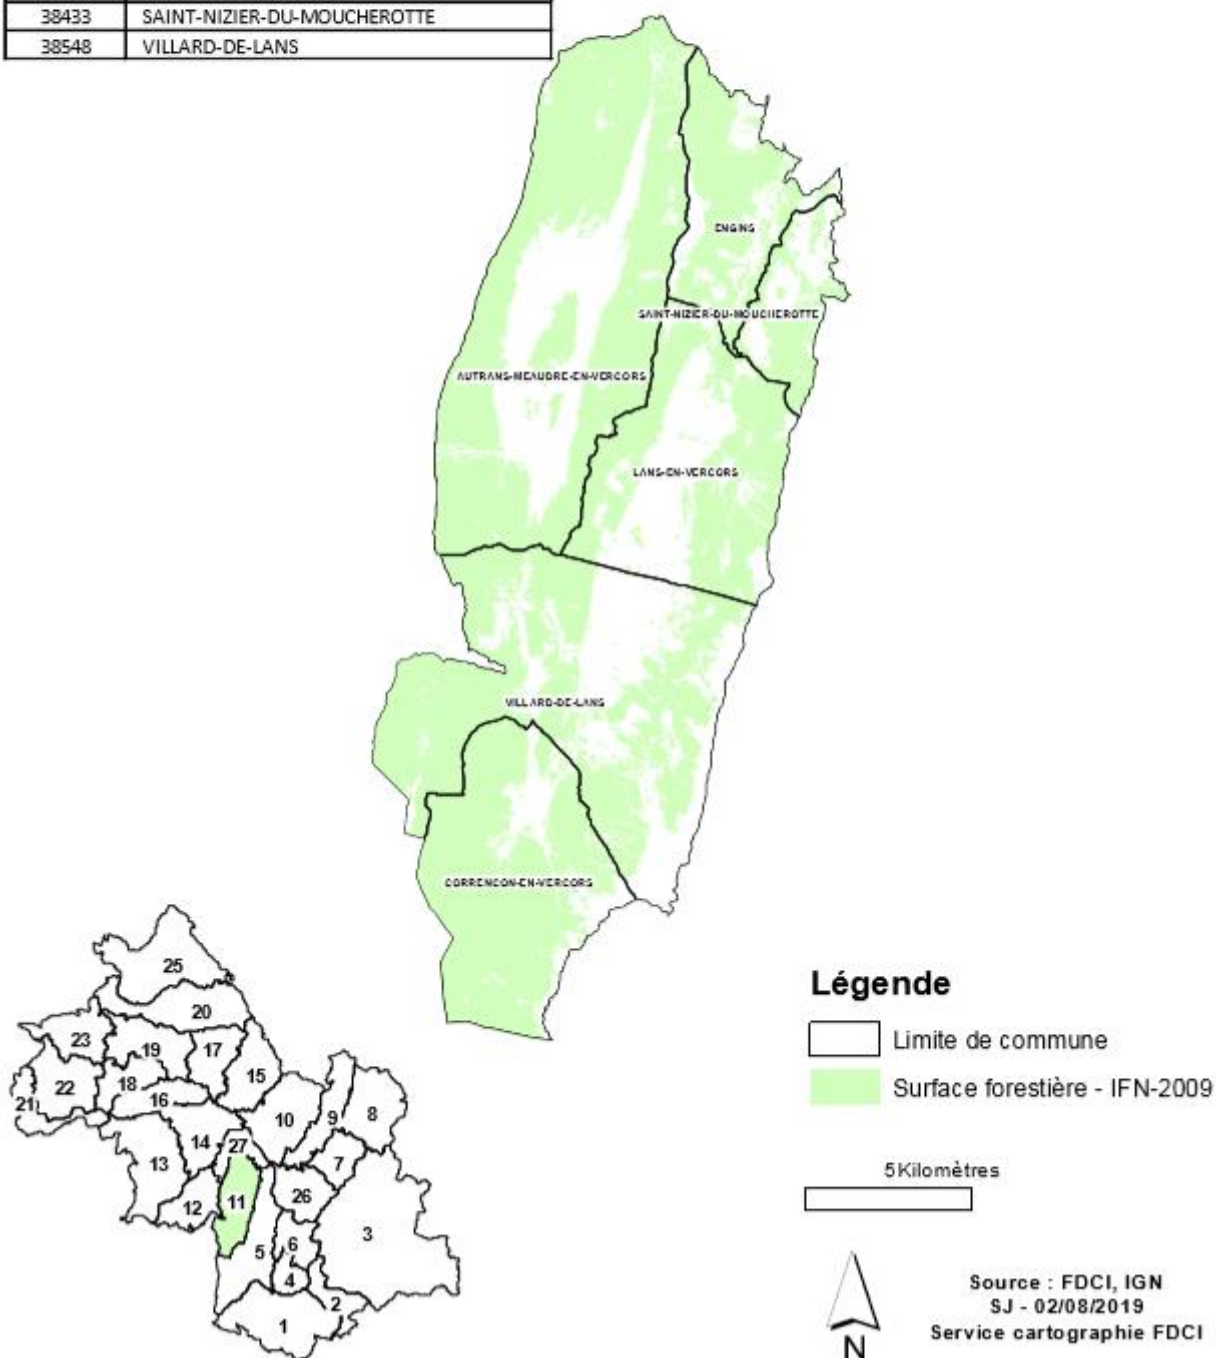 38433 SAINT-NIZIER-DU-MOUCHEROTTE
38548 VILLARD-DE-LANS
ENGINS
SAINT-NIZIER-DU-MOUCHEROTTE
AUTRANS-MEAUDRE-EN-VERCORS
LANS-EN-VERCORS
VILLARD-DE-LANS
CORRENCON-EN-VERCORS
25
20
23
19
17
22
18
15
21
16
10
9
8
14
27
13
7
12
11
26
5
6
3
4
2
1
Légende
Limite de commune
Surface forestière - IFN-2009
5 Kilomètres
N
Source : FDCI, IGN
SJ - 02/08/2019
Service cartographie FDCI